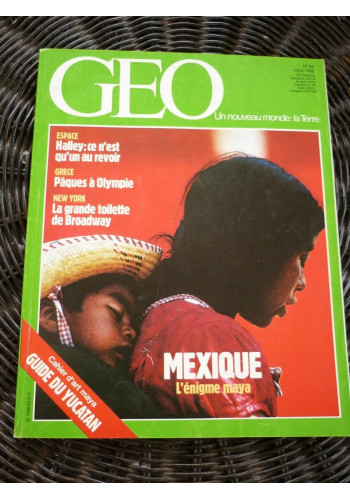 GEO
Un nouveau monde: la Terre
ESPACE
Halley: ce n'est
qu'un au revoir
GRECE
Pâques à Olympie
NEW YORK
La grande toilette
de Broadway
MEXIQUE
L'énigme maya
Cahier d'art maya
GUIDE DU YUCATAN